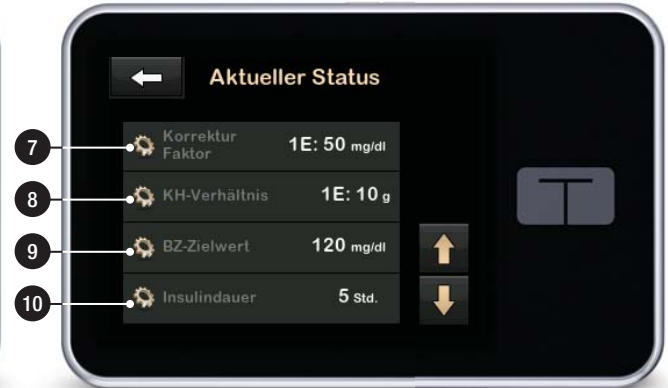 Aktueller Status
7
Korrektur
Faktor
1E: 50 mg/dl
8
KH-Verhältnis 1E: 10 g
9
BZ-Zielwert 120 mg/dl
10
Insulindauer 5 Std.